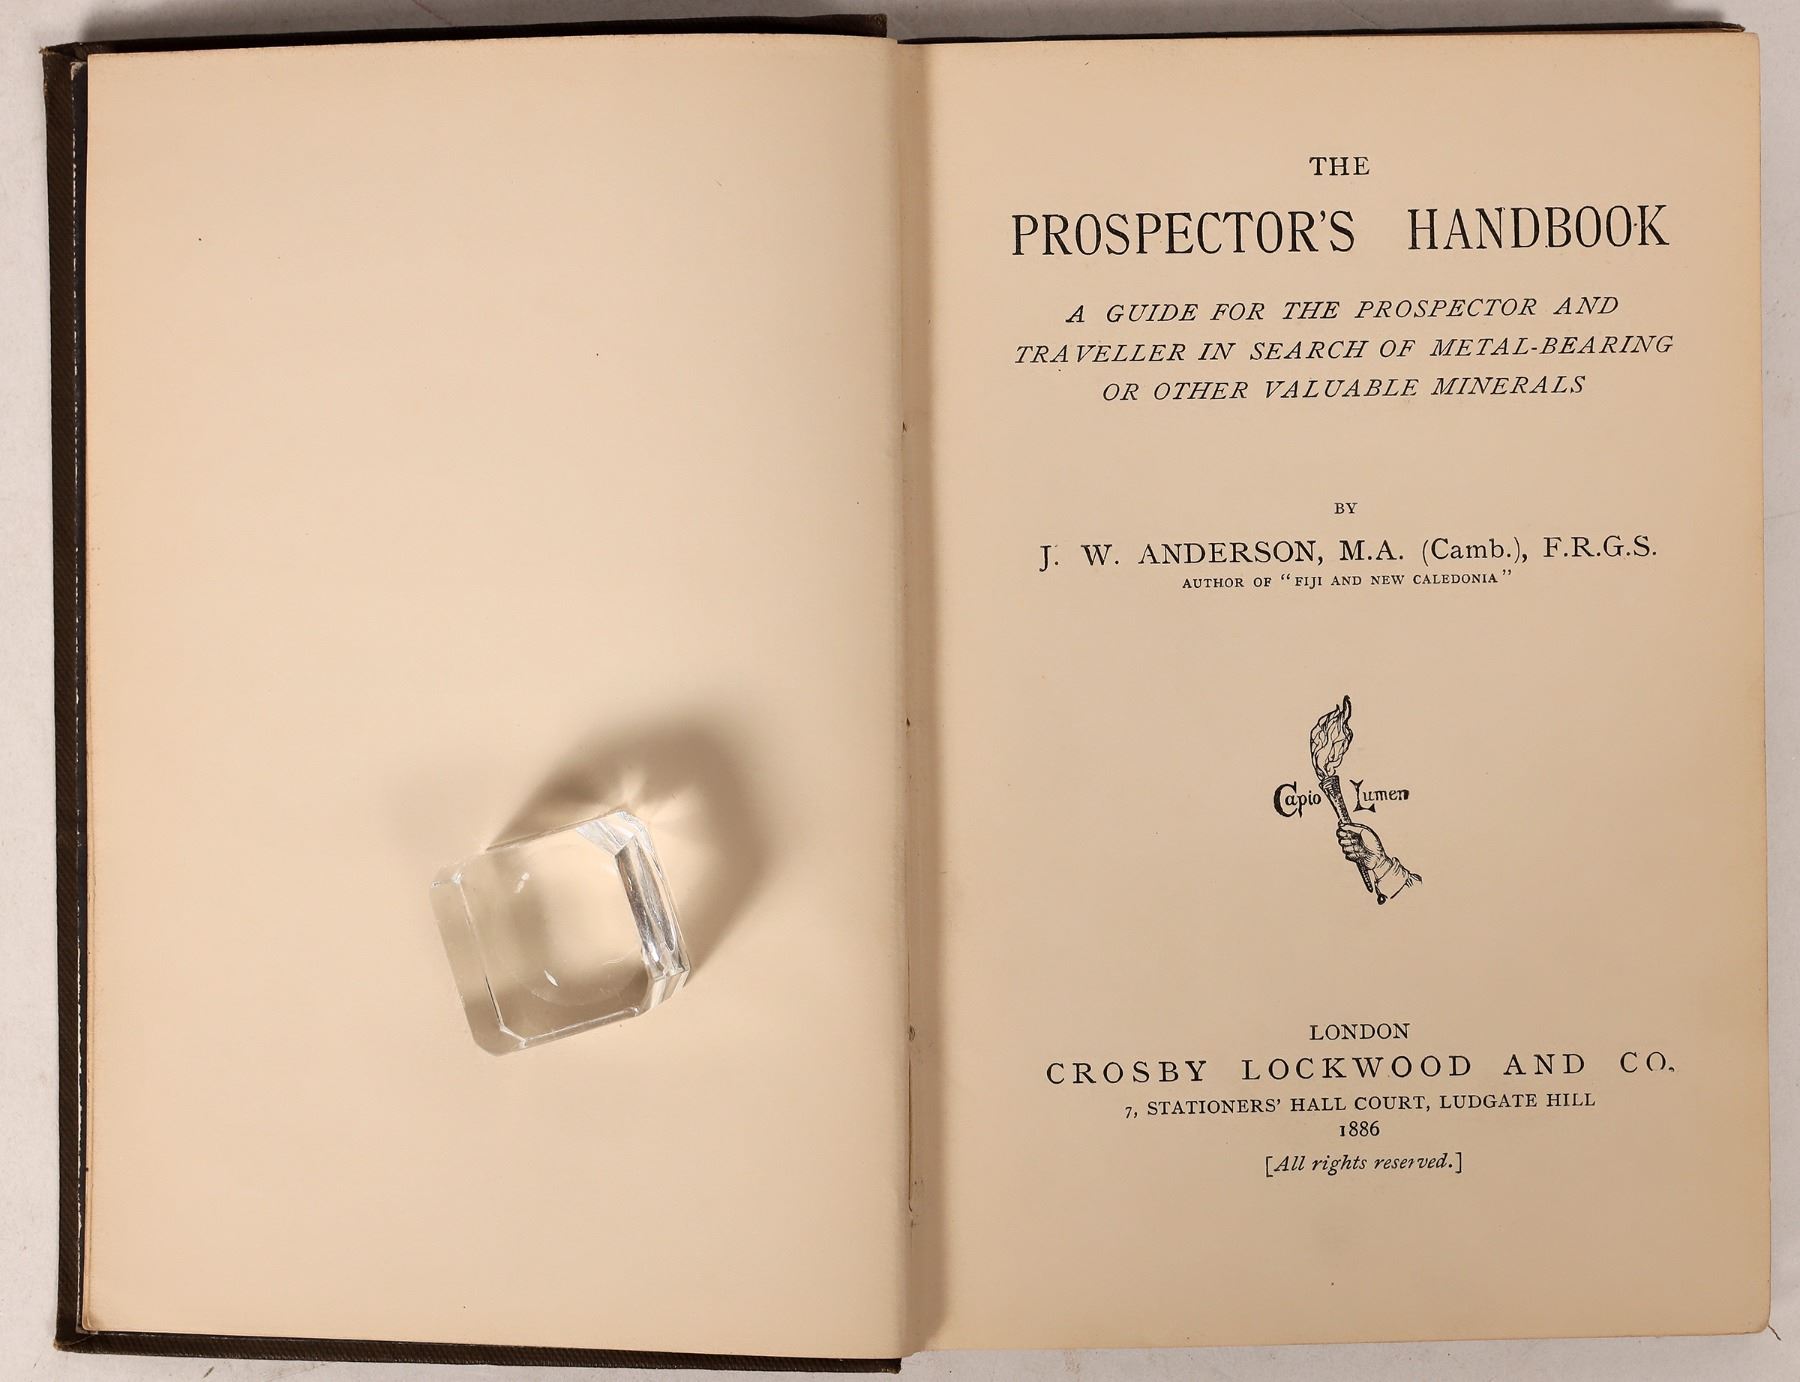 THE
PROSPECTOR'S HANDBOOK
A GUIDE FOR THE PROSPECTOR AND
TRAVELLER IN SEARCH OF METAL-BEARING
OR OTHER VALUABLE MINERALS
BY
J. W. ANDERSON, M.A. (Camb.), F.R.G.S.
AUTHOR OF "FIJI AND NEW CALEDONIA"
Capio Lumen
LONDON
CROSBY LOCKWOOD AND CO.
7, STATIONERS' HALL COURT, LUDGATE HILL
1886
[All rights reserved.]